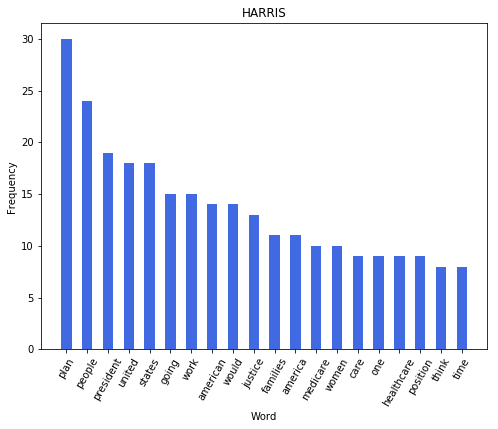 HARRIS
30
25
20
15
10
5
0
Frequency
plan
people
president
united
states
going
work
american
would
justice
families
america
medicare
women
care
one
healthcare
position
think
time
Word